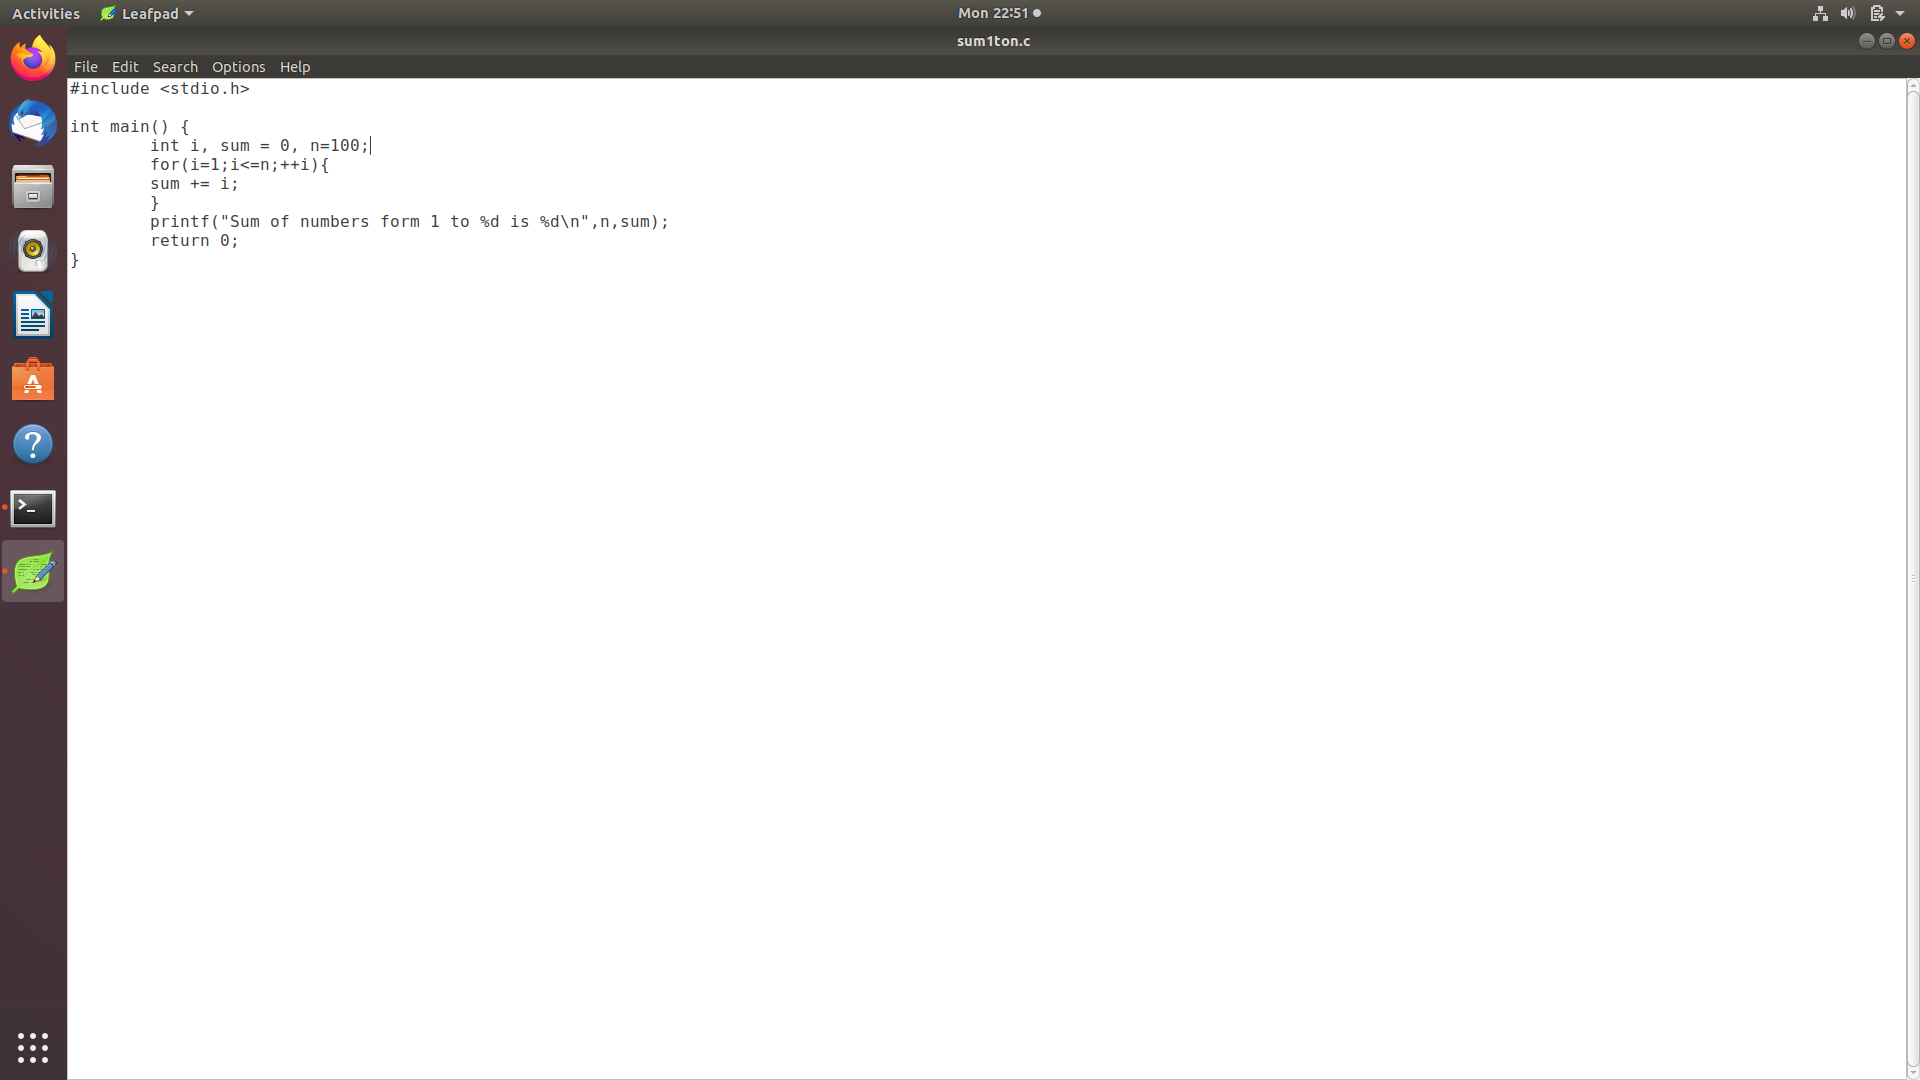 Activities Leafpad Mon 22:51
sum1ton.c
File Edit Search Options Help
#include <stdio.h>

int main() {
        int i, sum = 0, n=100;
        for(i=1;i<=n;++i){
        sum += i;
        }
        printf("Sum of numbers form 1 to %d is %d\n",n,sum);
        return 0;
}